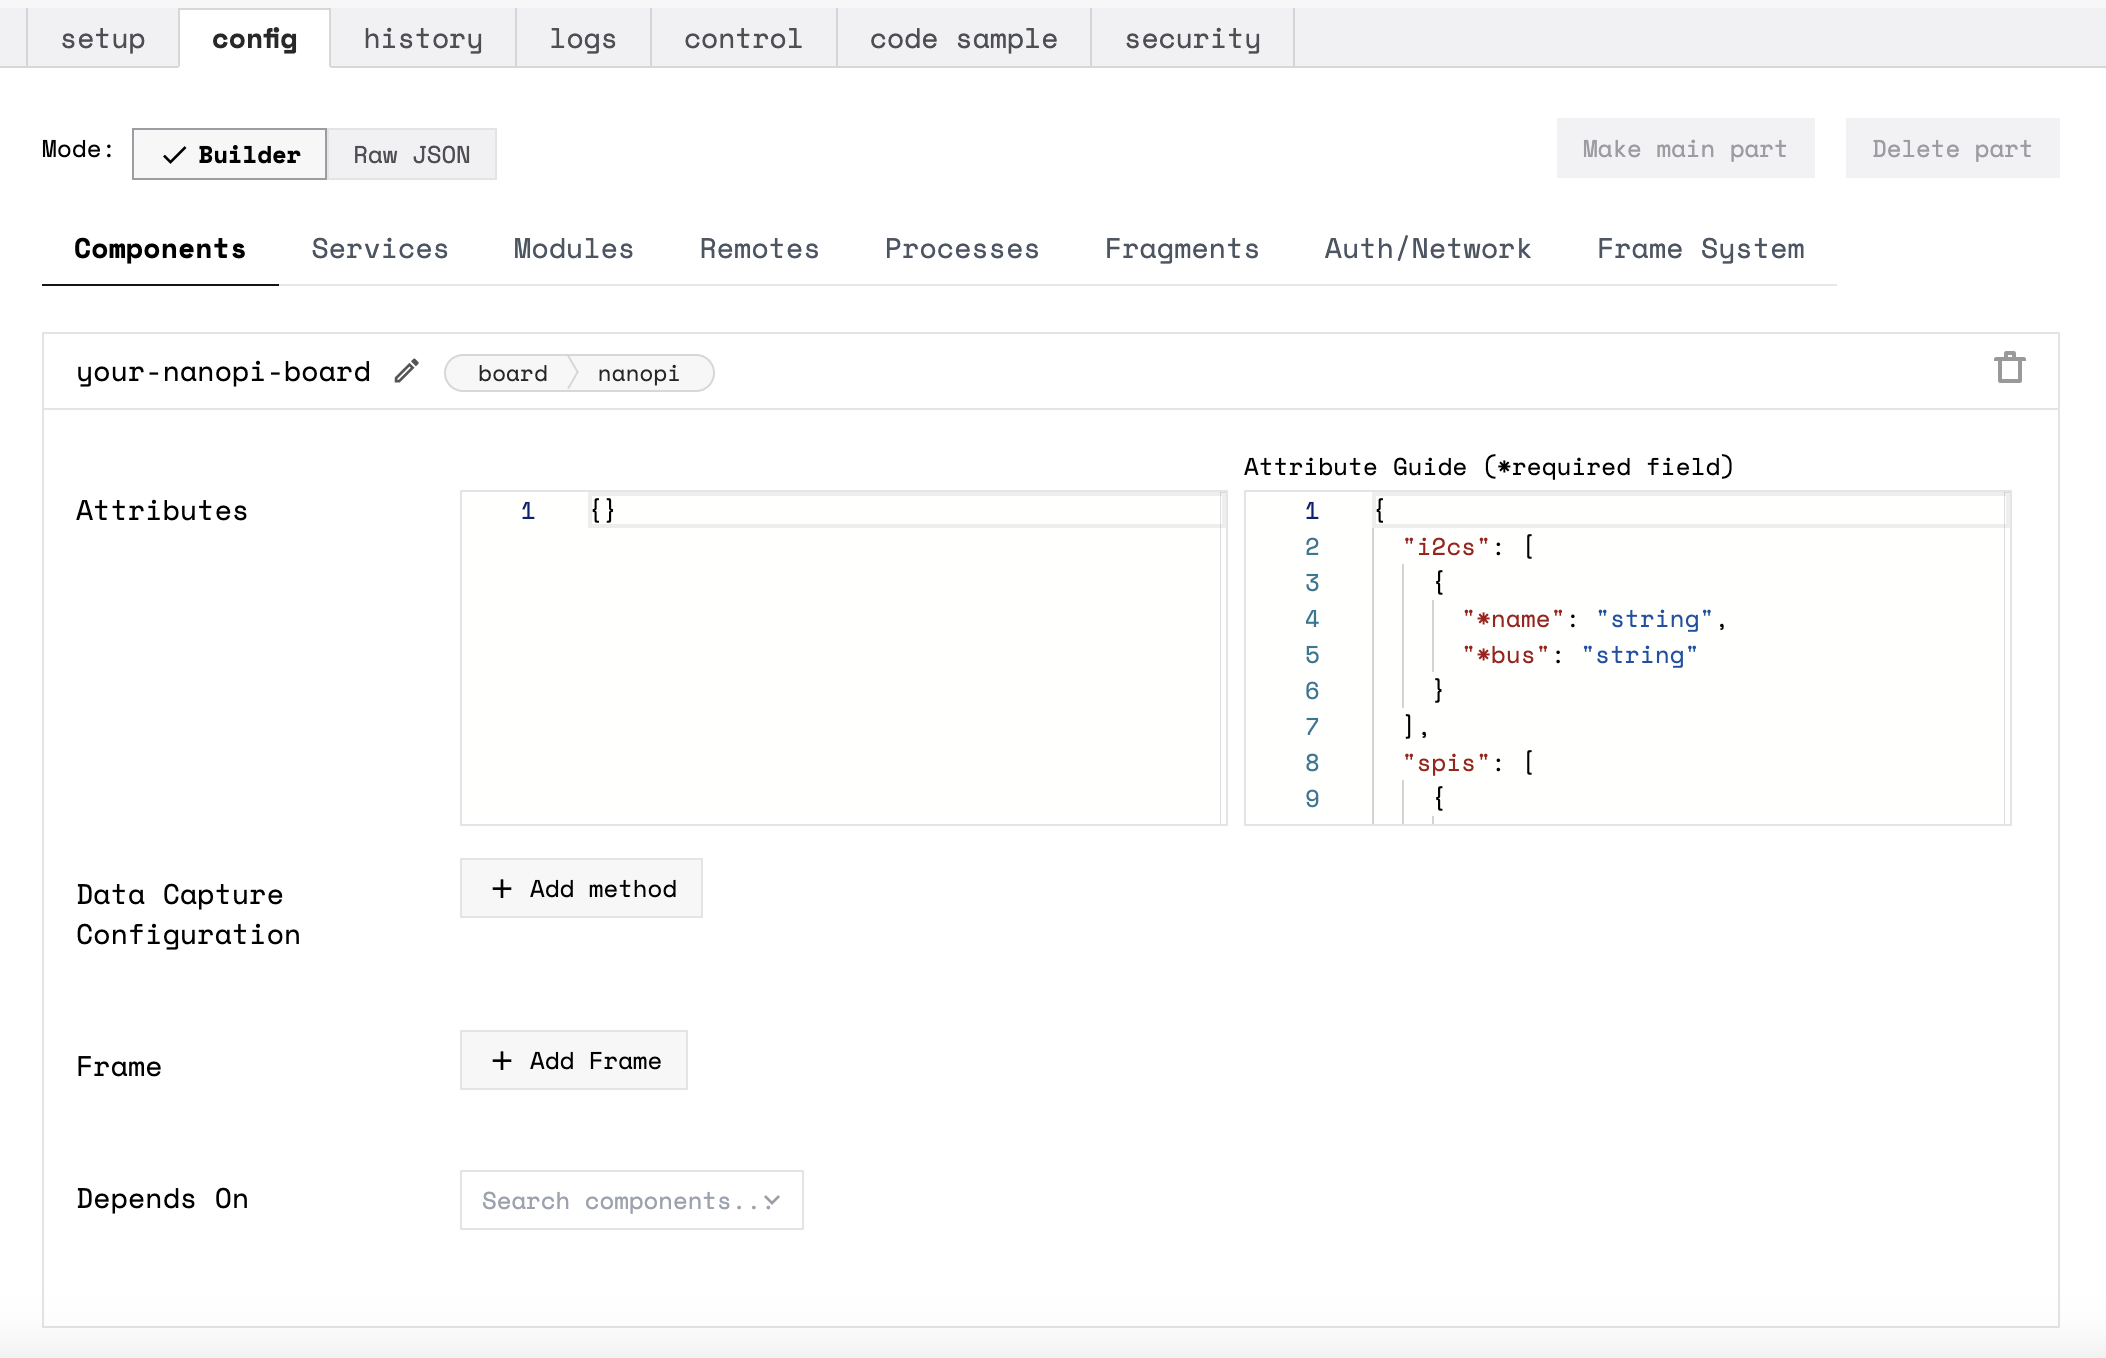 setup config history logs control code sample security
Mode: Builder Raw JSON Make main part Delete part
Components Services Modules Remotes Processes Fragments Auth/Network Frame System
your-nanopi-board board nanopi
Attribute Guide (*required field)
Attributes
1 {}
1 {
2 "i2cs": [
3 {
4 "*name": "string",
5 "*bus": "string"
6 }
7 ],
8 "spis": [
9 {
Data Capture
Configuration
+ Add method
Frame
+ Add Frame
Depends On
Search components...